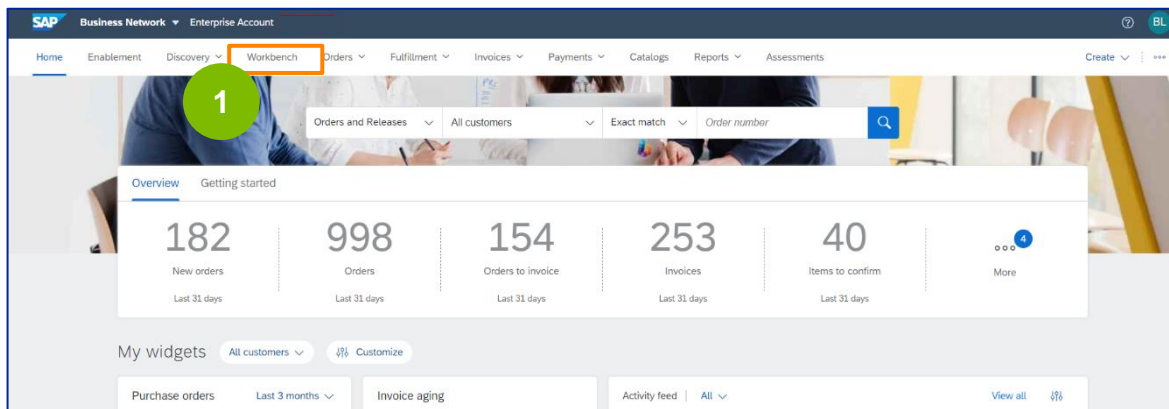 SAP Business Network Enterprise Account BL
Home Enablement Discovery Workbench Orders Fulfillment Invoices Payments Catalogs Reports Assessments Create
1
Orders and Releases All customers Exact match Order number
Overview Getting started
182 998 154 253 40 4
New orders Orders Orders to invoice Invoices Items to confirm More
Last 31 days Last 31 days Last 31 days Last 31 days Last 31 days
My widgets All customers Customize
Purchase orders Last 3 months Invoice aging Activity feed All View all